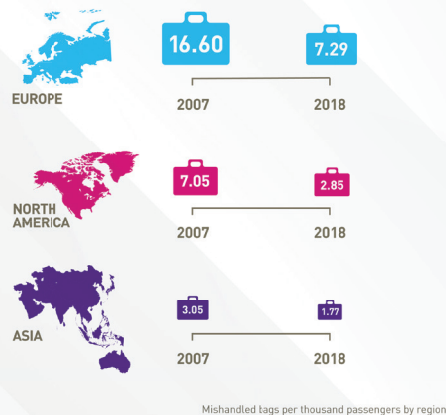 16.60
7.29
EUROPE
2007
2018
7.05
2.85
NORTH
AMERICA
2007
2018
3.05
1.77
ASIA
2007
2018
Mishandled bags per thousand passengers by region